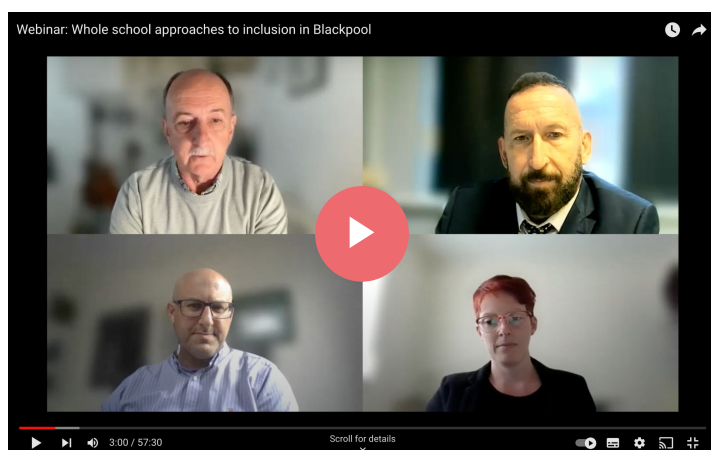 Webinar: Whole school approaches to inclusion in Blackpool
3:00 / 57:30
Scroll for details